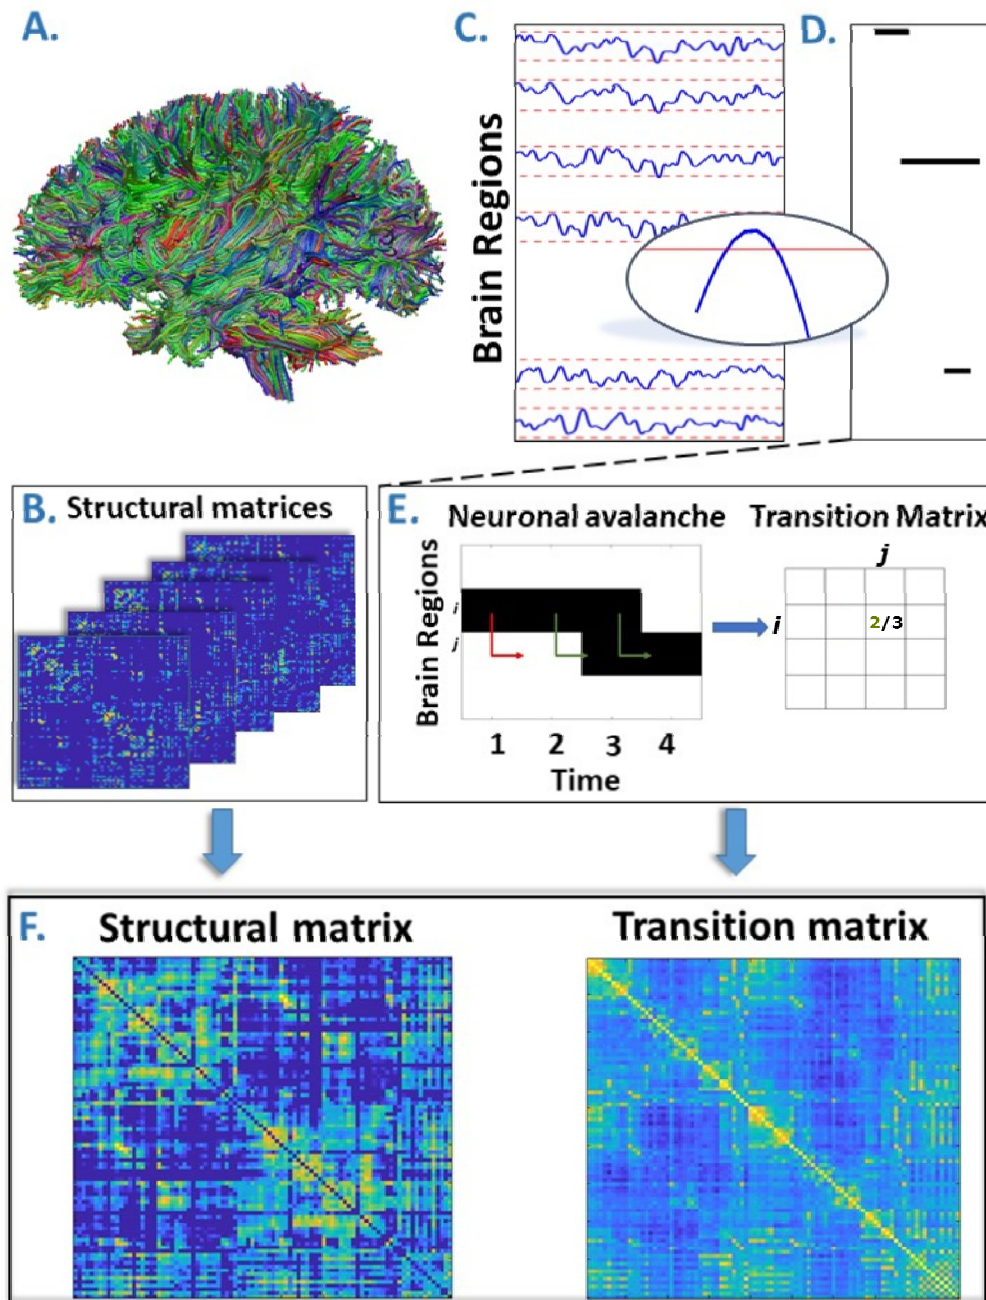 A.
C.
D.
Brain Regions
B. Structural matrices
E. Neuronal avalanche
Transition Matrix
j
Brain Regions
i
j
i
2/3
1 2 3 4
Time
F. Structural matrix
Transition matrix